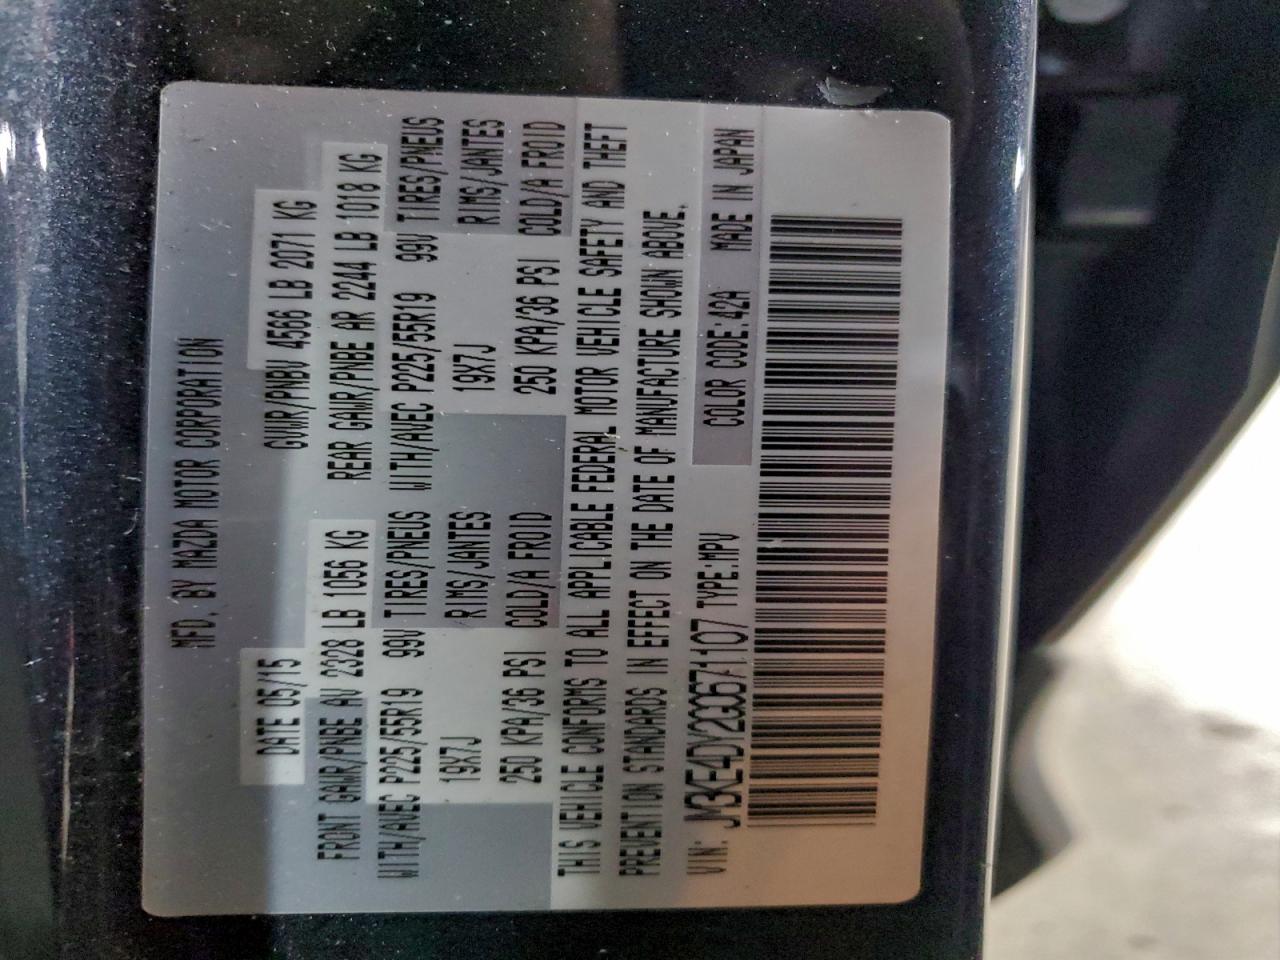 MFD. BY MAZDA MOTOR CORPORATION
DATE 05/15 GVWR/PNBV 4566 LB 2071 KG
FRONT GAWR/PNBE AV 2328 LB 1056 KG REAR GAWR/PNBE AR 2244 LB 1018 KG
WITH/AVEC P225/55R19 99V TIRES/PNEUS WITH/AVEC P225/55R19 99V TIRES/PNEUS
19X7J RIMS/JANTES 19X7J RIMS/JANTES
250 KPA/36 PSI COLD/A FROID 250 KPA/36 PSI COLD/A FROID
THIS VEHICLE CONFORMS TO ALL APPLICABLE FEDERAL MOTOR VEHICLE SAFETY AND THEFT
PREVENTION STANDARDS IN EFFECT ON THE DATE OF MANUFACTURE SHOWN ABOVE.
VIN: JM3KE4DY2G0671107 TYPE:MPV COLOR CODE:42A MADE IN JAPAN